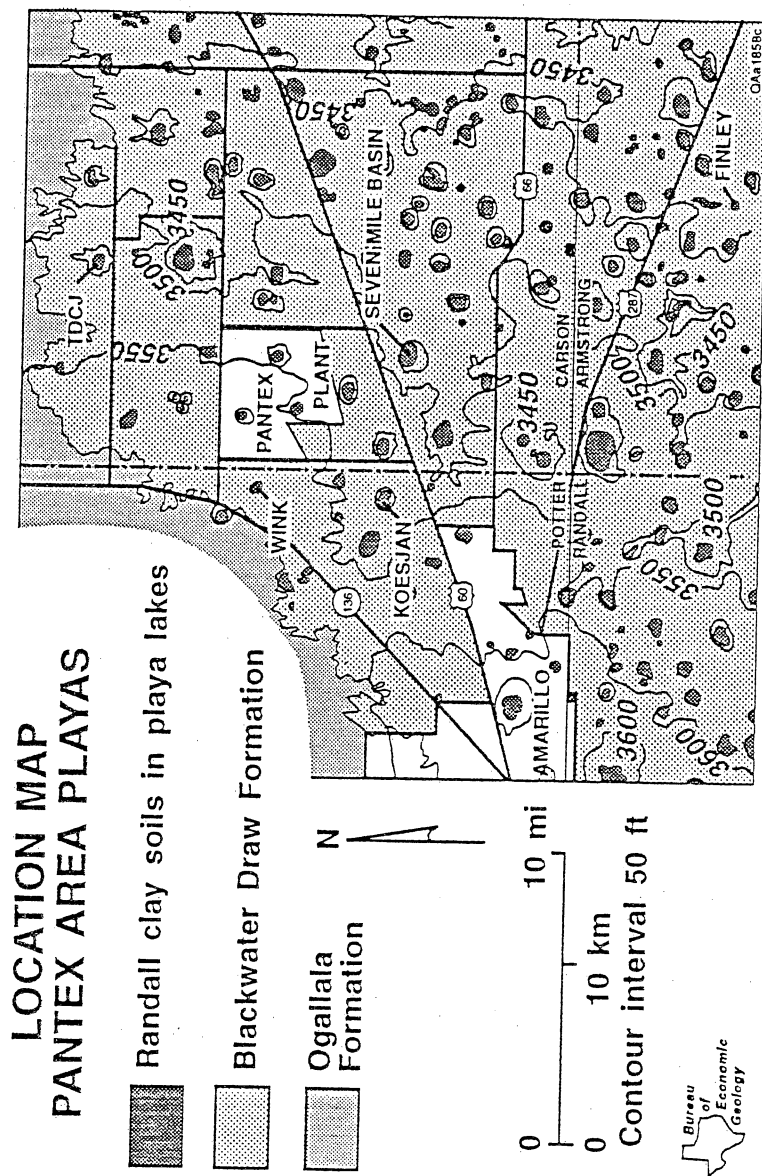 LOCATION MAP
PANTEX AREA PLAYAS
Randall clay soils in playa lakes
Blackwater Draw Formation
Ogallala
Formation
N
0 10 mi
0 10 km
Contour interval 50 ft
Bureau
of
Economic
Geology
TDCJ
3550
3500
3450
WINK
PANTEX
PLANT
136
KOESJAN
SEVENIMILE BASIN
3450
60
AMARILLO
66
3450
3450
POTTER
RANDALL
CARSON
ARMSTRONG
287
3500
3450
FINLEY
3600
3600
3550
3500
QAa1858c